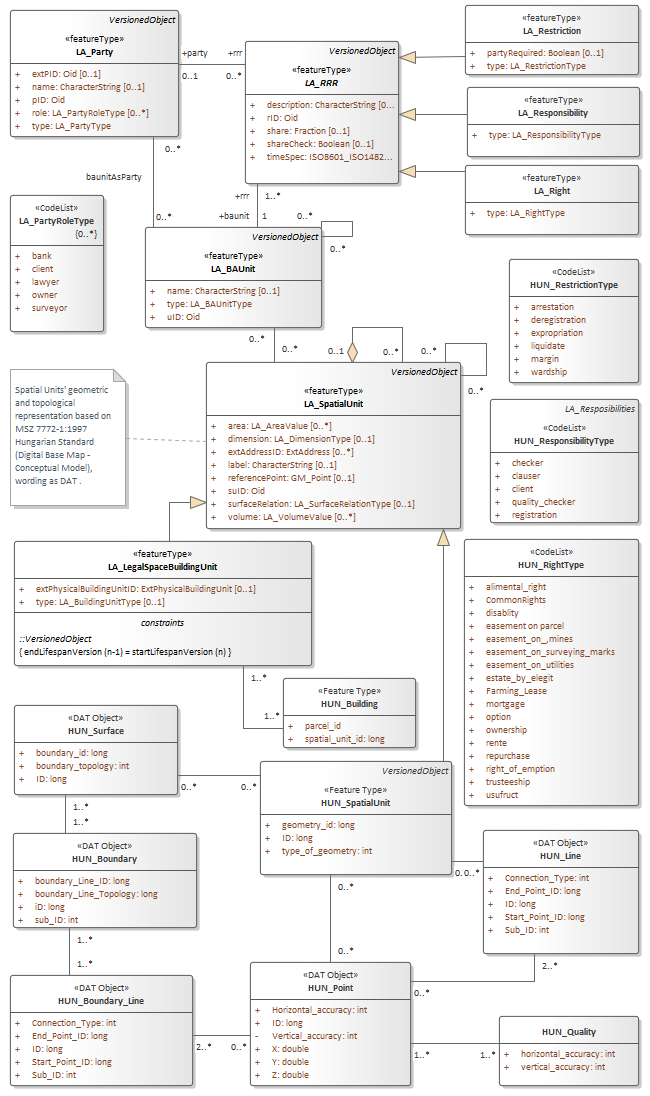 VersionedObject
«featureType»
LA_Party
+ extPID: Oid [0..1]
+ name: CharacterString [0..1]
+ pID: Oid
+ role: LA_PartyRoleType [0..*]
+ type: LA_PartyType
+party
+rrr
0..1
0..*
VersionedObject
«featureType»
LA_RRR
+ description: CharacterString [0...
+ rID: Oid
+ share: Fraction [0..1]
+ shareCheck: Boolean [0..1]
+ timeSpec: ISO8601_ISO1482...
«featureType»
LA_Restriction
+ partyRequired: Boolean [0..1]
+ type: LA_RestrictionType
«featureType»
LA_Responsibility
+ type: LA_ResponsibilityType
«featureType»
LA_Right
+ type: LA_RightType
0..*
baunitAsParty
0..*
+rrr
1..*
+baunit
1
0..*
0..*
«CodeList»
LA_PartyRoleType
{0..*}
+ bank
+ client
+ lawyer
+ owner
+ surveyor
VersionedObject
«featureType»
LA_BAUnit
+ name: CharacterString [0..1]
+ type: LA_BAUnitType
+ uID: Oid
0..*
0..*
0..1
0..*
0..*
0..*
«CodeList»
HUN_RestrictionType
+ arrestation
+ deregistration
+ expropriation
+ liquidate
+ margin
+ wardship
Spatial Units' geometric
and topological
representation based on
MSZ 7772-1:1997
Hungarian Standard
(Digital Base Map -
Conceptual Model),
wording as DAT .
VersionedObject
«featureType»
LA_SpatialUnit
+ area: LA_AreaValue [0..*]
+ dimension: LA_DimensionType [0..1]
+ extAddressID: ExtAddress [0..*]
+ label: CharacterString [0..1]
+ referencePoint: GM_Point [0..1]
+ suID: Oid
+ surfaceRelation: LA_SurfaceRelationType [0..1]
+ volume: LA_VolumeValue [0..*]
LA_Resposibilities
«CodeList»
HUN_ResponsibilityType
+ checker
+ clauser
+ client
+ quality_checker
+ registration
«featureType»
LA_LegalSpaceBuildingUnit
+ extPhysicalBuildingUnitID: ExtPhysicalBuildingUnit [0..1]
+ type: LA_BuildingUnitType [0..1]
constraints
::VersionedObject
{ endLifespanVersion (n-1) = startLifespanVersion (n) }
«CodeList»
HUN_RightType
+ alimental_right
+ CommonRights
+ disablity
+ easement on parcel
+ easement_on_,mines
+ easement_on_surveying_marks
+ easement_on_utilities
+ estate_by_elegit
+ Farming_Lease
+ mortgage
+ option
+ ownership
+ rente
+ repurchase
+ right_of_emption
+ trusteeship
+ usufruct
1..*
1..*
«Feature Type»
HUN_Building
+ parcel_id
+ spatial_unit_id: long
«DAT Object»
HUN_Surface
+ boundary_id: long
+ boundary_topology: int
+ ID: long
0..*
0..*
VersionedObject
«Feature Type»
HUN_SpatialUnit
+ geometry_id: long
+ ID: long
+ type_of_geometry: int
1..*
1..*
«DAT Object»
HUN_Boundary
+ boundary_Line_ID: long
+ boundary_Line_Topology: long
+ iD: long
+ sub_ID: int
0..0..*
«DAT Object»
HUN_Line
+ Connection_Type: int
+ End_Point_ID: long
+ ID: long
+ Start_Point_ID: long
+ Sub_ID: int
0..*
0..*
1..*
1..*
2..*
0..*
«DAT Object»
HUN_Boundary_Line
+ Connection_Type: int
+ End_Point_ID: long
+ ID: long
+ Start_Point_ID: long
+ Sub_ID: int
2..*
0..*
«DAT Object»
HUN_Point
+ Horizontal_accuracy: int
+ ID: long
- Vertical_accuracy: int
+ X: double
+ Y: double
+ Z: double
1..*
1..*
HUN_Quality
+ horizontal_accuracy: int
+ vertical_accuracy: int